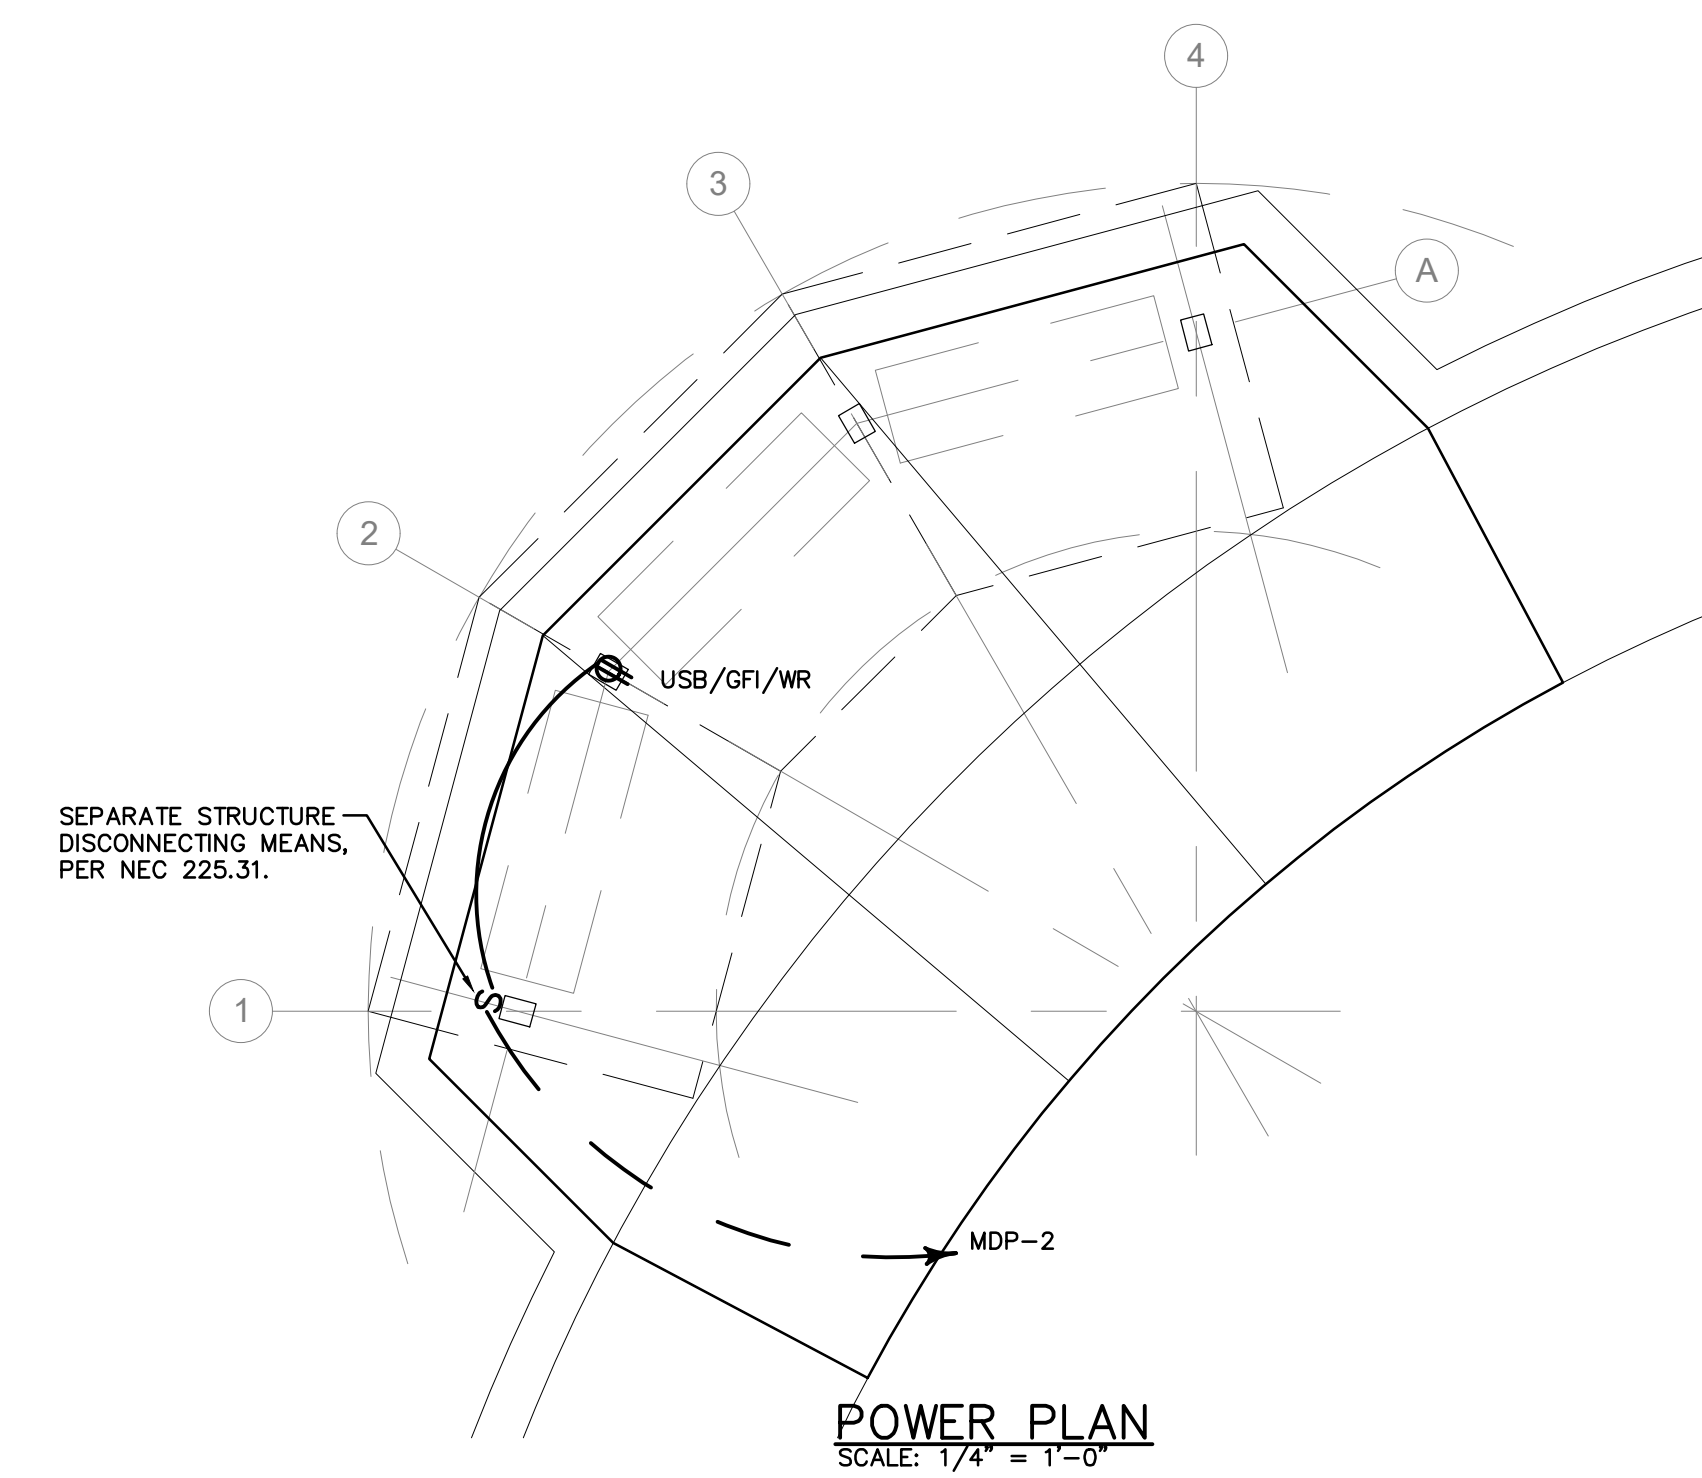 4
3
A
2
USB/GFI/WR
SEPARATE STRUCTURE
DISCONNECTING MEANS,
PER NEC 225.31.
S
1
MDP-2
POWER PLAN
SCALE: 1/4" = 1'-0"